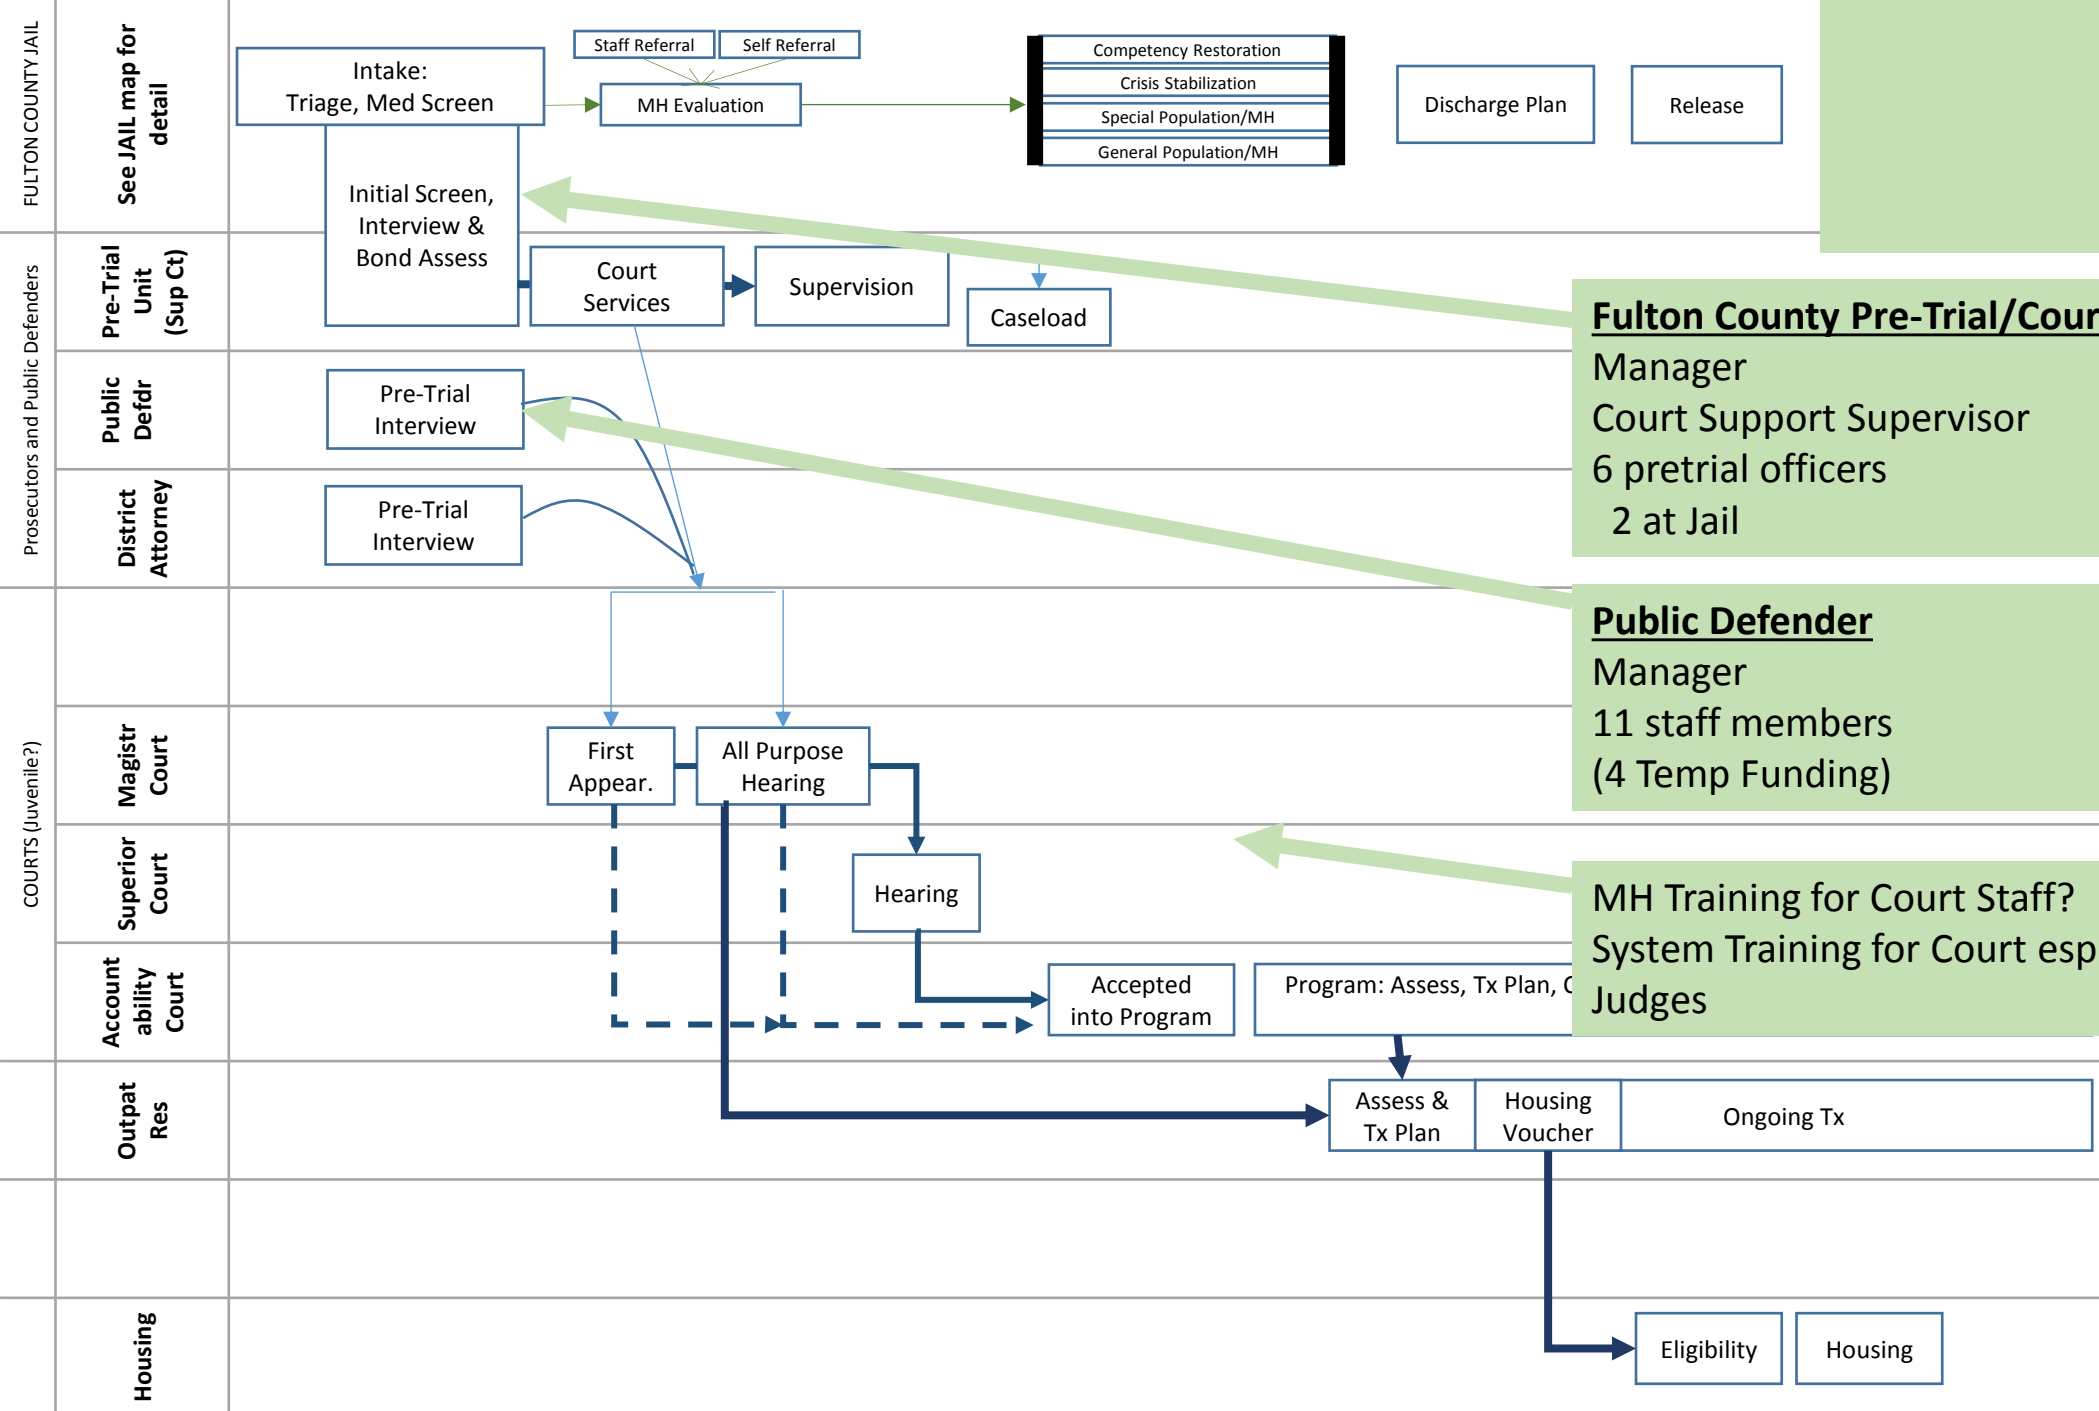 FULTON COUNTY JAIL
See JAIL map for
detail
Intake:
Triage, Med Screen
Staff Referral
Self Referral
MH Evaluation
Competency Restoration
Crisis Stabilization
Special Population/MH
General Population/MH
Discharge Plan
Release
Initial Screen,
Interview &
Bond Assess
Prosecutors and Public Defenders
Pre-Trial
Unit
(Sup Ct)
Court
Services
Supervision
Caseload
Fulton County Pre-Trial/Cour
Manager
Court Support Supervisor
6 pretrial officers
2 at Jail
Public
Defdr
Pre-Trial
Interview
District
Attorney
Pre-Trial
Interview
Public Defender
Manager
11 staff members
(4 Temp Funding)
COURTS (Juvenile?)
Magistr
Court
First
Appear.
All Purpose
Hearing
Superior
Court
Hearing
MH Training for Court Staff?
System Training for Court esp
Judges
Account
ability
Court
Accepted
into Program
Program: Assess, Tx Plan,
Outpat
Res
Assess &
Tx Plan
Housing
Voucher
Ongoing Tx
Housing
Eligibility
Housing